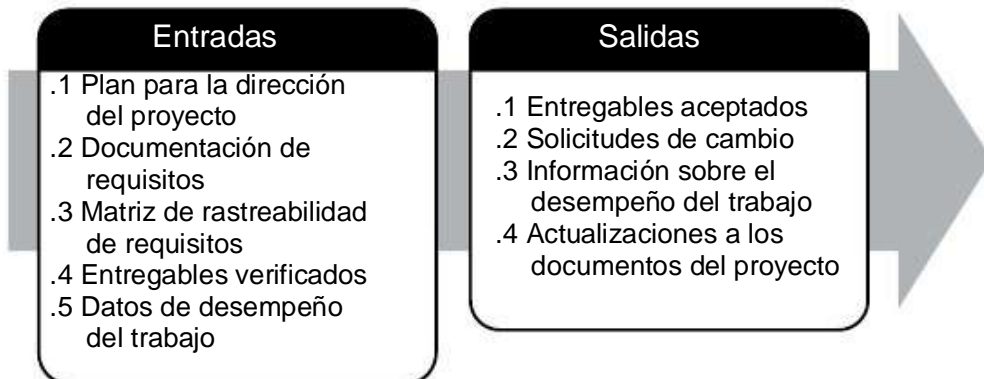 Entradas
.1 Plan para la dirección
del proyecto
.2 Documentación de
requisitos
.3 Matriz de rastreabilidad
de requisitos
.4 Entregables verificados
.5 Datos de desempeño
del trabajo
Salidas
.1 Entregables aceptados
.2 Solicitudes de cambio
.3 Información sobre el
desempeño del trabajo
.4 Actualizaciones a los
documentos del proyecto